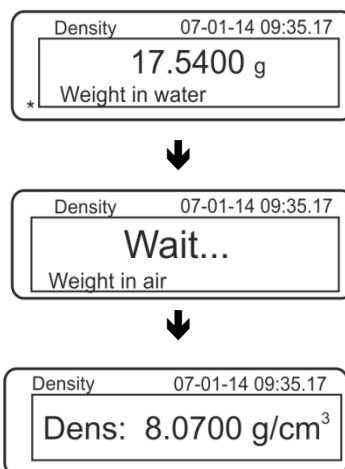 Density 07-01-14 09:35.17
17.5400 g
* Weight in water
Density 07-01-14 09:35.17
Wait...
Weight in air
Density 07-01-14 09:35.17
Dens: 8.0700 g/cm³